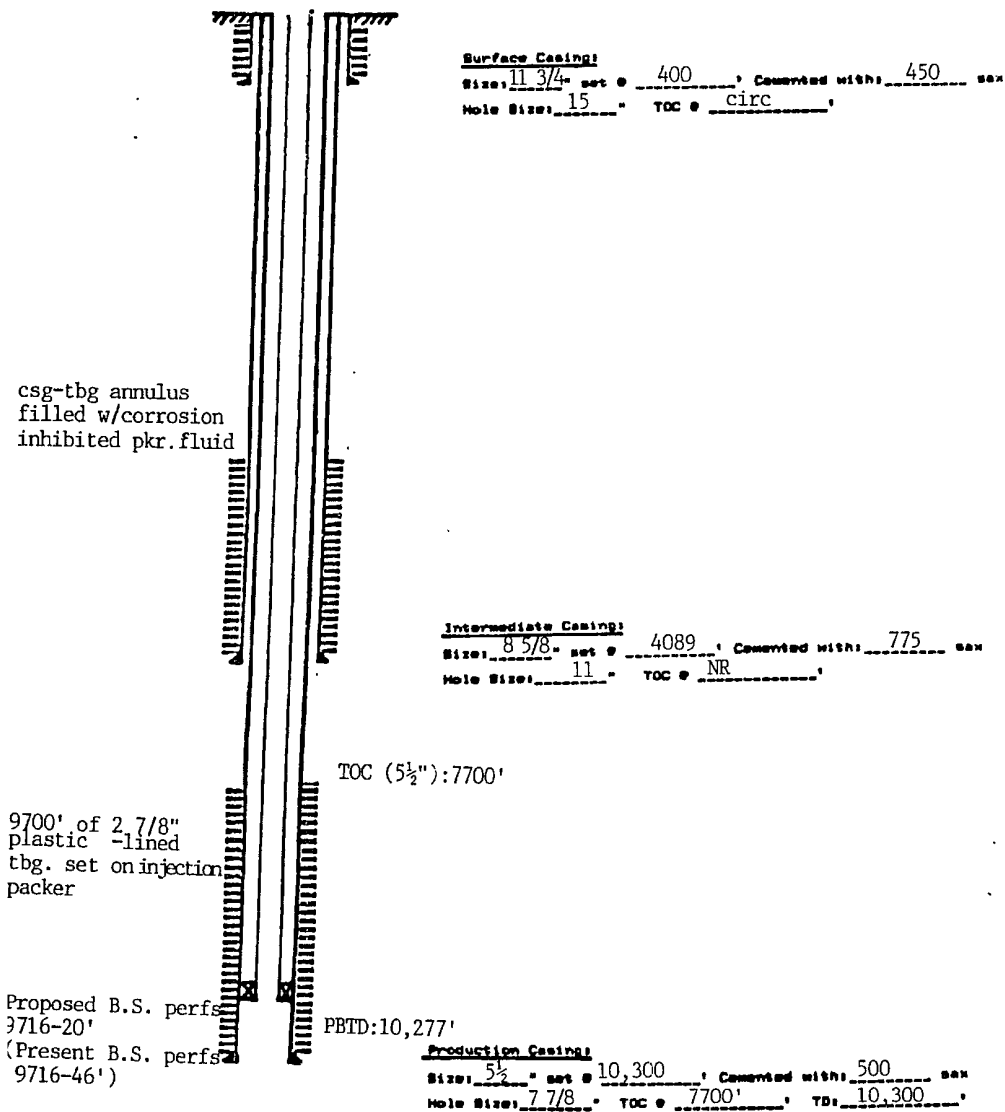 Surface Casing:
Size: 11 3/4" set @ 400 ' Cemented with: 450 sax
Hole Size: 15 " TOC @ circ '
csg-tbg annulus
filled w/corrosion
inhibited pkr.fluid
Intermediate Casing:
Size: 8 5/8" set @ 4089 ' Cemented with: 775 sax
Hole Size: 11 " TOC @ NR '
TOC (5½"):7700'
9700' of 2 7/8"
plastic -lined
tbg. set on injection
packer
Proposed B.S. perfs
9716-20'
(Present B.S. perfs
9716-46')
PBTD:10,277'
Production Casing:
Size: 5½ " set @ 10,300 ' Cemented with: 500 sax
Hole Size: 7 7/8 " TOC @ 7700' ' TD: 10,300 '